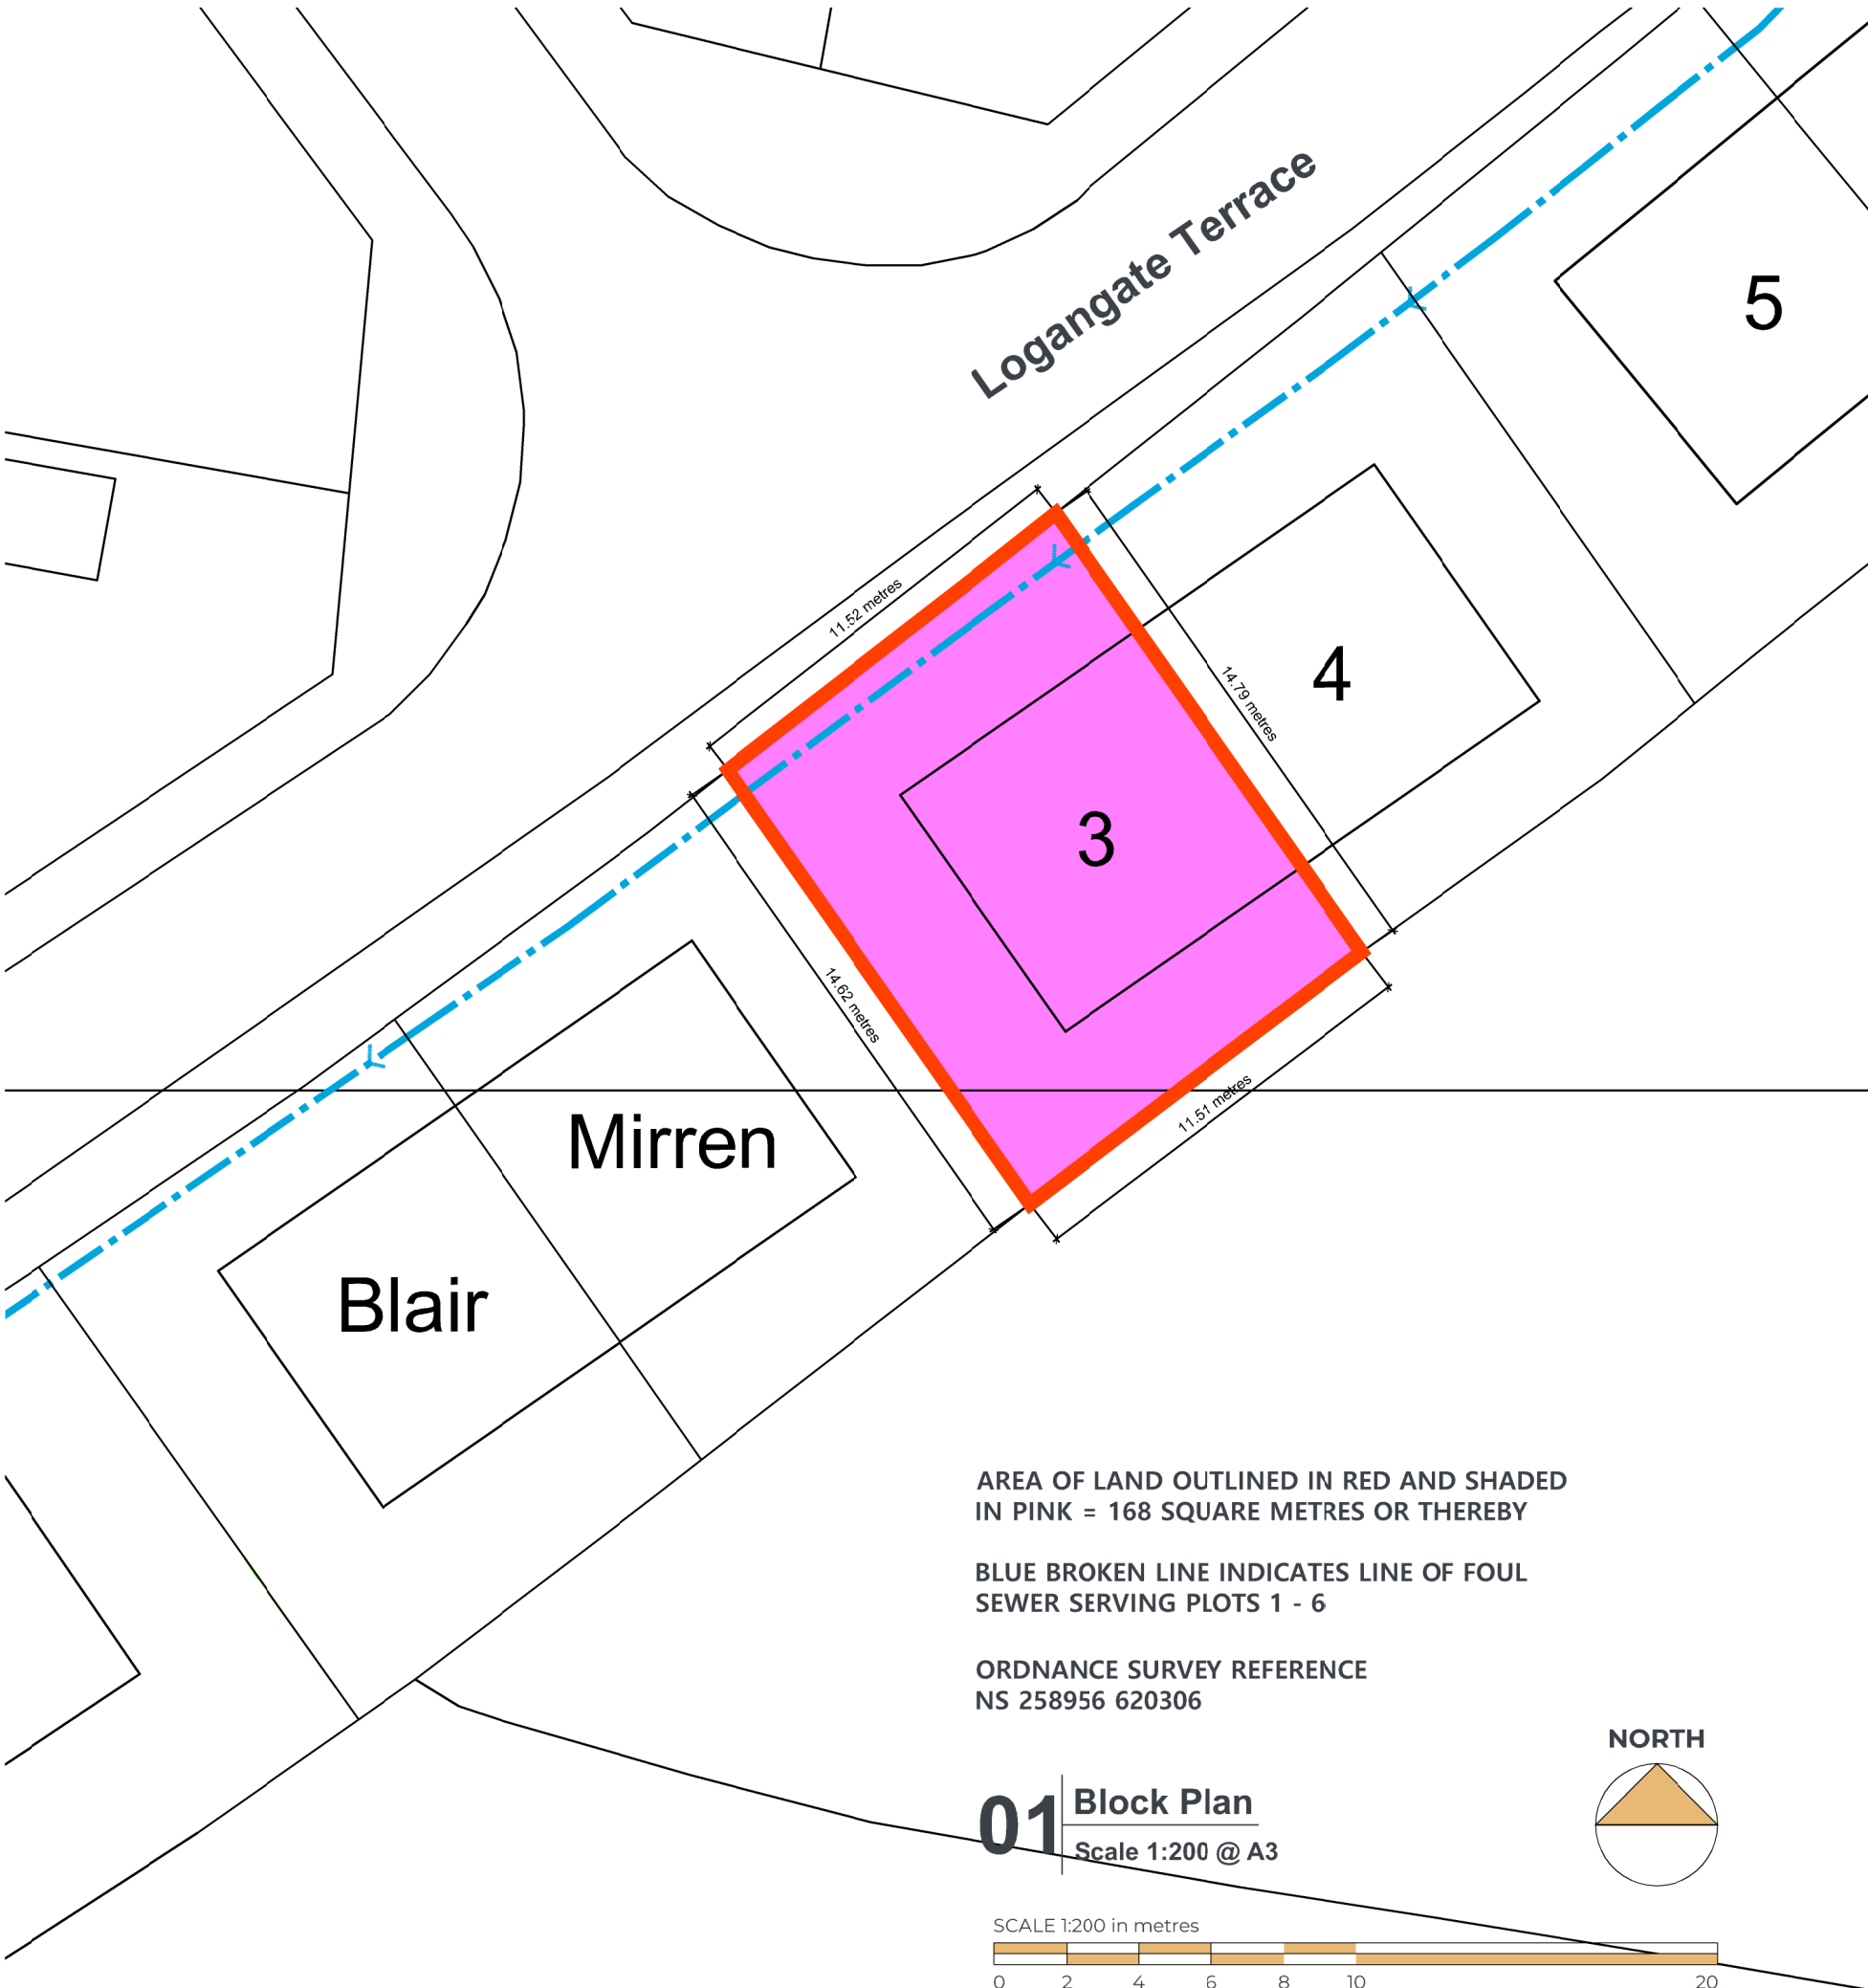 Logangate Terrace
5
11.52 metres
14.79 metres
4
3
14.62 metres
11.51 metres
Mirren
Blair
AREA OF LAND OUTLINED IN RED AND SHADED
IN PINK = 168 SQUARE METRES OR THEREBY
BLUE BROKEN LINE INDICATES LINE OF FOUL
SEWER SERVING PLOTS 1 - 6
ORDNANCE SURVEY REFERENCE
NS 258956 620306
NORTH
01
Block Plan
Scale 1:200 @ A3
SCALE 1:200 in metres
0 2 4 6 8 10 20